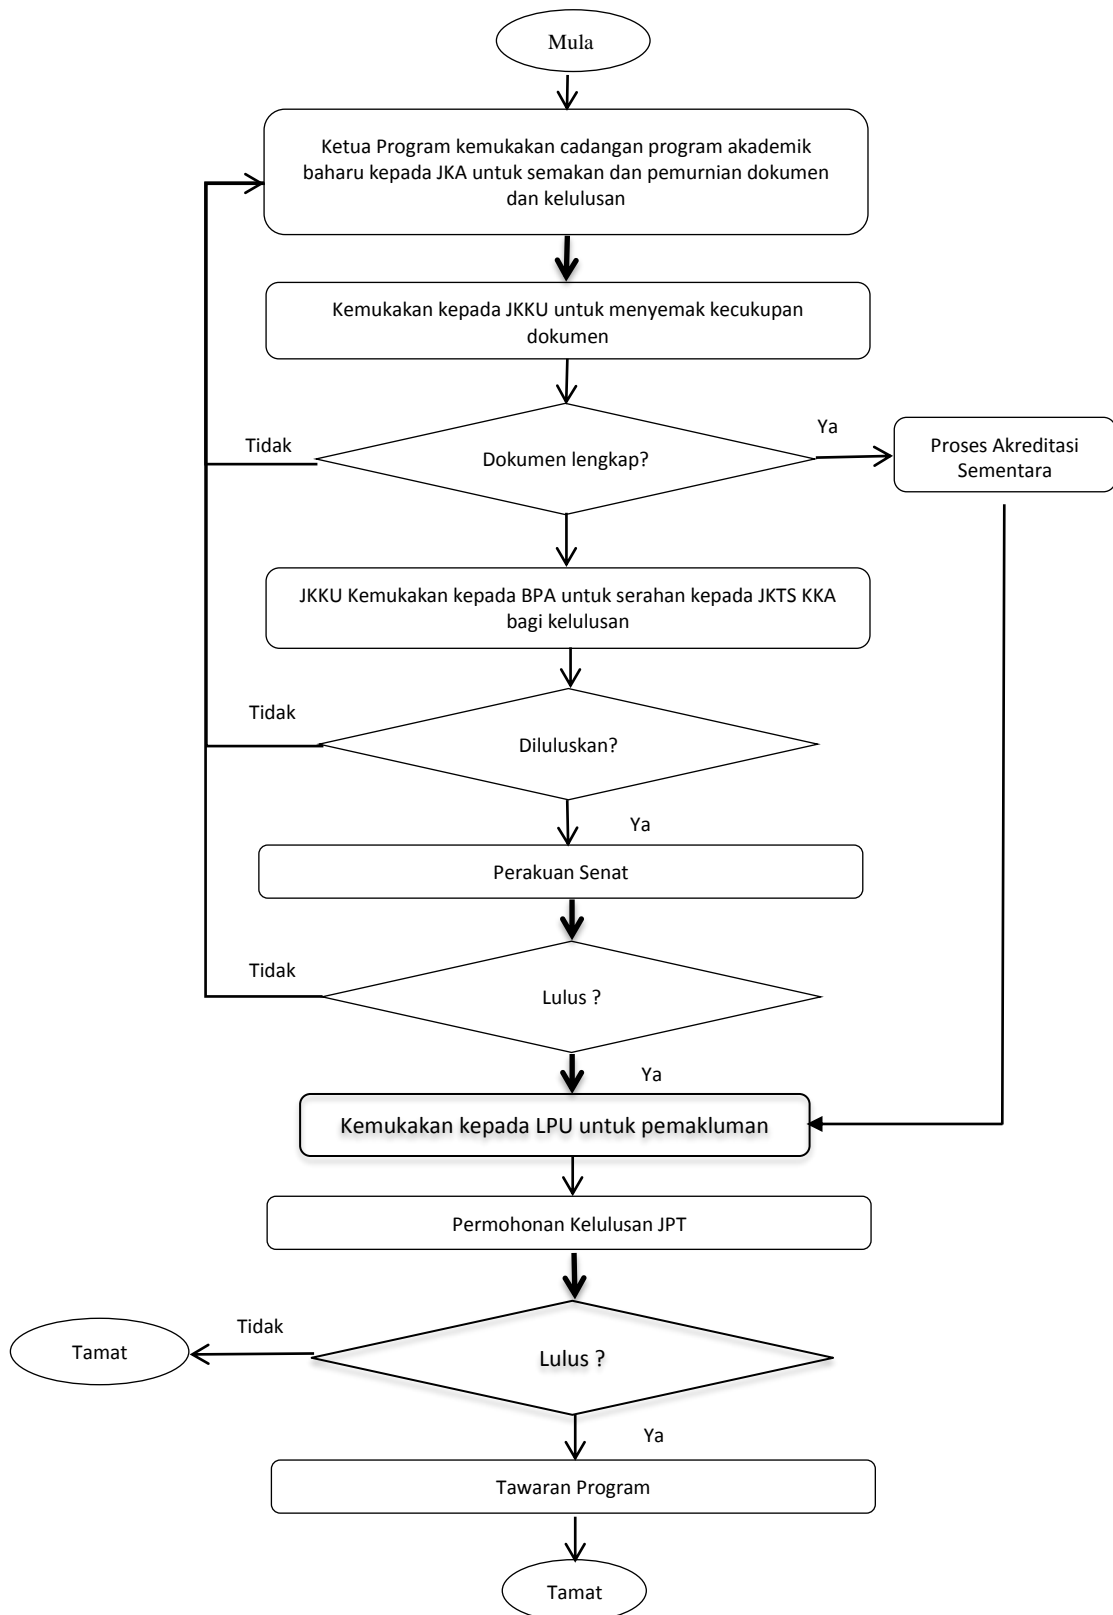 Mula
Ketua Program kemukakan cadangan program akademik
baharu kepada JKA untuk semakan dan pemurnian dokumen
dan kelulusan
Kemukakan kepada JKKU untuk menyemak kecukupan
dokumen
Tidak
Dokumen lengkap?
Ya
Proses Akreditasi
Sementara
JKKU Kemukakan kepada BPA untuk serahan kepada JKTS KKA
bagi kelulusan
Tidak
Diluluskan?
Ya
Perakuan Senat
Tidak
Lulus ?
Ya
Kemukakan kepada LPU untuk pemakluman
Permohonan Kelulusan JPT
Tidak
Tamat
Lulus ?
Ya
Tawaran Program
Tamat